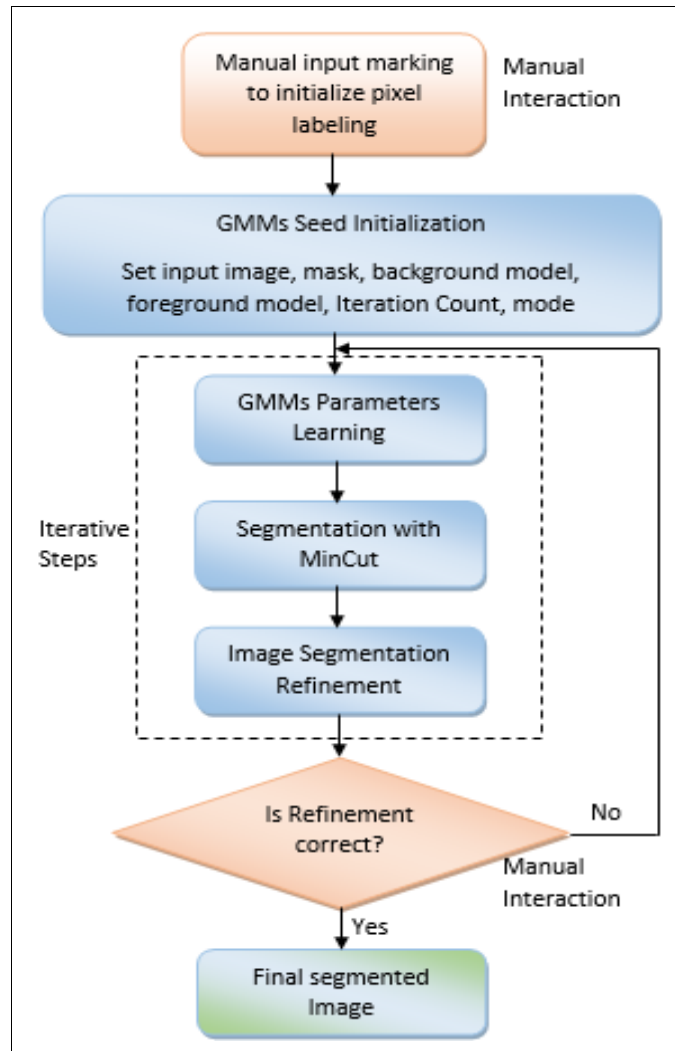 Manual input marking
to initialize pixel
labeling
Manual
Interaction
GMMs Seed Initialization
Set input image, mask, background model,
foreground model, Iteration Count, mode
GMMs Parameters
Learning
Iterative
Steps
Segmentation with
MinCut
Image Segmentation
Refinement
Is Refinement
correct?
No
Manual
Interaction
Yes
Final segmented
Image